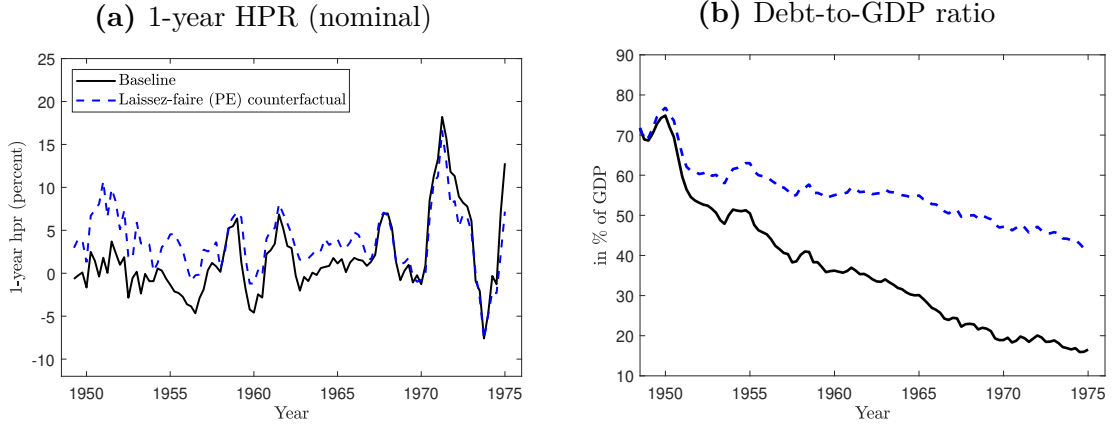 (a) 1-year HPR (nominal)
1-year hpr (percent)
25
20
15
10
5
0
-5
-10
Baseline
Laissez-faire (PE) counterfactual
1950 1955 1960 1965 1970 1975
Year
(b) Debt-to-GDP ratio
in % of GDP
90
80
70
60
50
40
30
20
10
1950 1955 1960 1965 1970 1975
Year